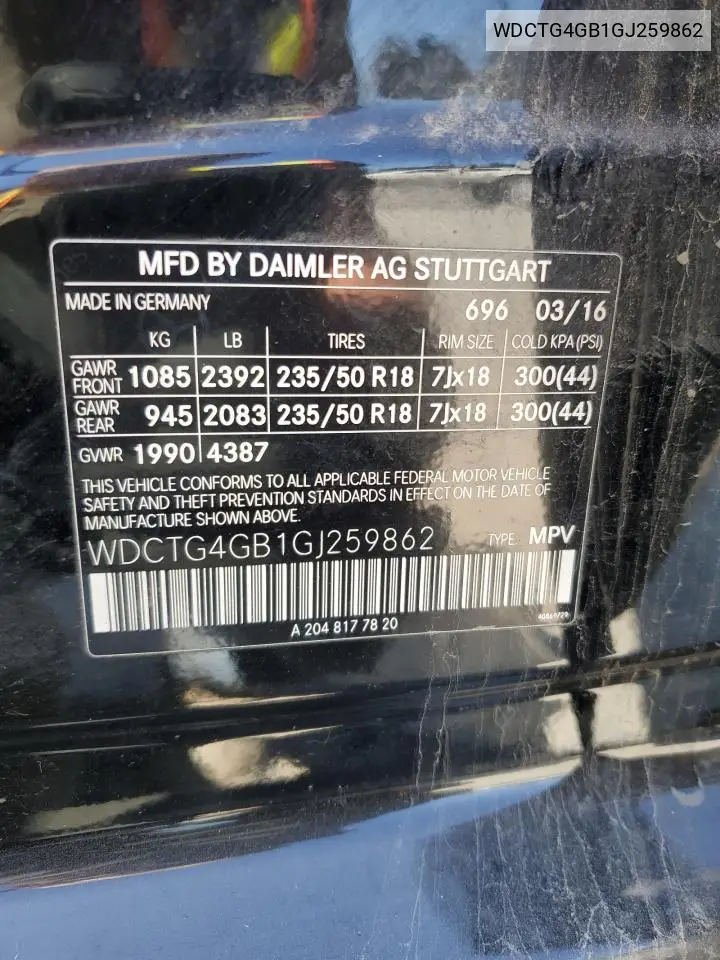 WDCTG4GB1GJ259862
MFD BY DAIMLER AG STUTTGART
MADE IN GERMANY 696 03/16
KG LB TIRES RIM SIZE COLD KPA (PSI)
GAWR FRONT 1085 2392 235/50 R18 7Jx18 300(44)
GAWR REAR 945 2083 235/50 R18 7Jx18 300(44)
GVWR 1990 4387
THIS VEHICLE CONFORMS TO ALL APPLICABLE FEDERAL MOTOR VEHICLE
SAFETY AND THEFT PREVENTION STANDARDS IN EFFECT ON THE DATE OF
MANUFACTURE SHOWN ABOVE.
WDCTG4GB1GJ259862 TYPE: MPV
A 204 817 78 20